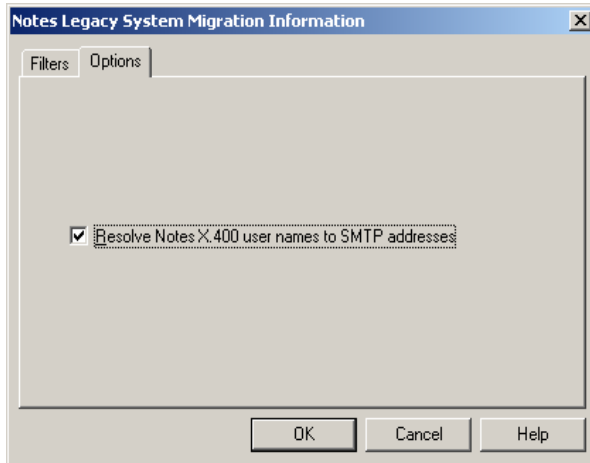 Notes Legacy System Migration Information
Filters Options
Resolve Notes X.400 user names to SMTP addresses
OK Cancel Help